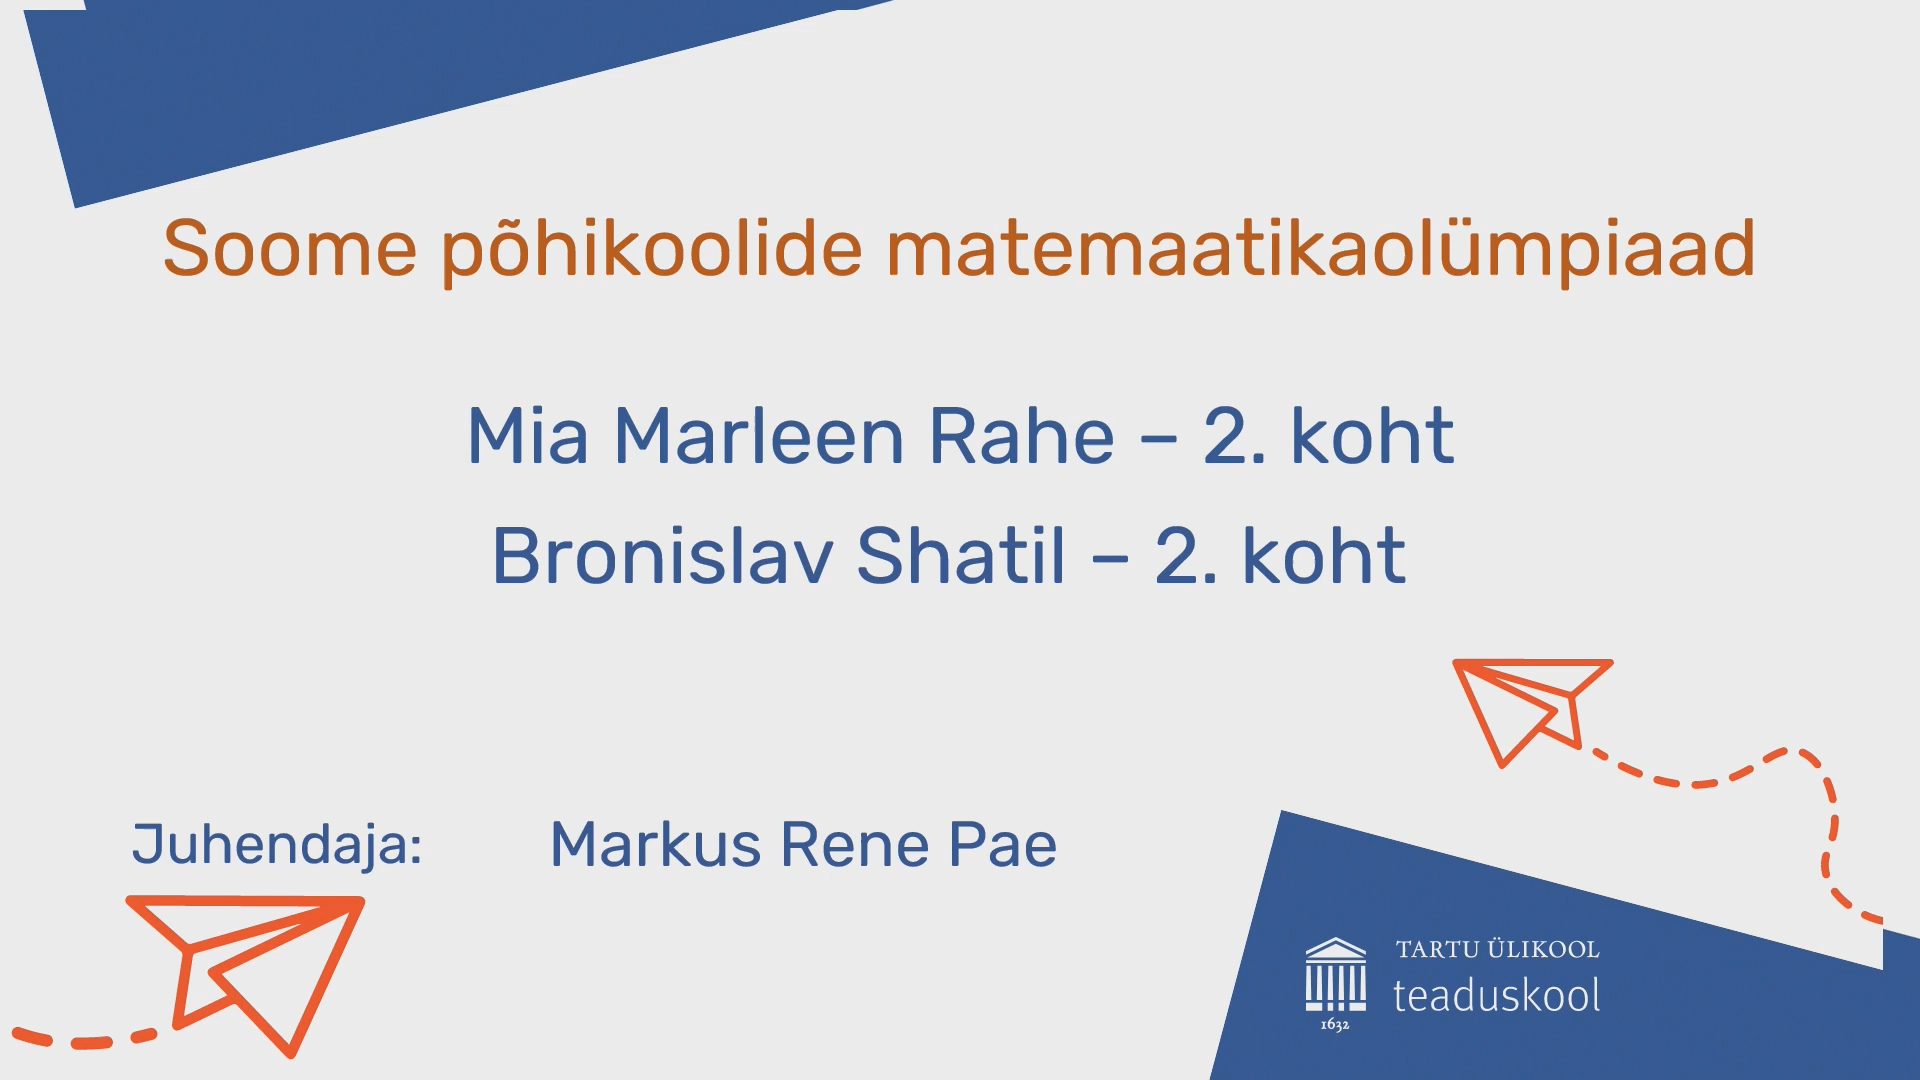 Soome põhikoolide matemaatikaolümpiaad
Mia Marleen Rahe – 2. koht
Bronislav Shatil – 2. koht
Juhendaja: Markus Rene Pae
TARTU ÜLIKOOL
teaduskool
1632